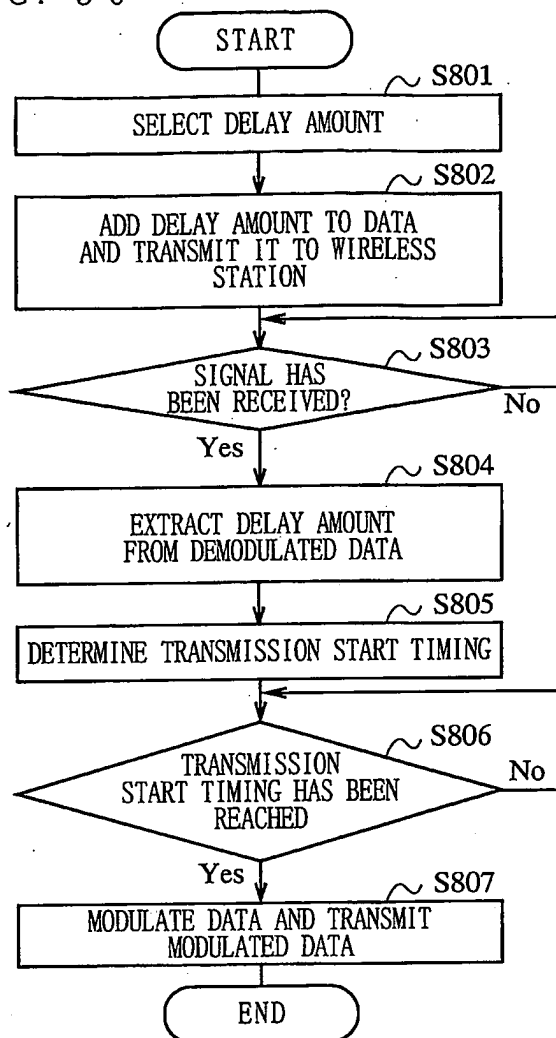 START
S801
SELECT DELAY AMOUNT
S802
ADD DELAY AMOUNT TO DATA
AND TRANSMIT IT TO WIRELESS
STATION
S803
SIGNAL HAS
BEEN RECEIVED?
No
Yes
S804
EXTRACT DELAY AMOUNT
FROM DEMODULATED DATA
S805
DETERMINE TRANSMISSION START TIMING
S806
TRANSMISSION
START TIMING HAS BEEN
REACHED
No
Yes
S807
MODULATE DATA AND TRANSMIT
MODULATED DATA
END